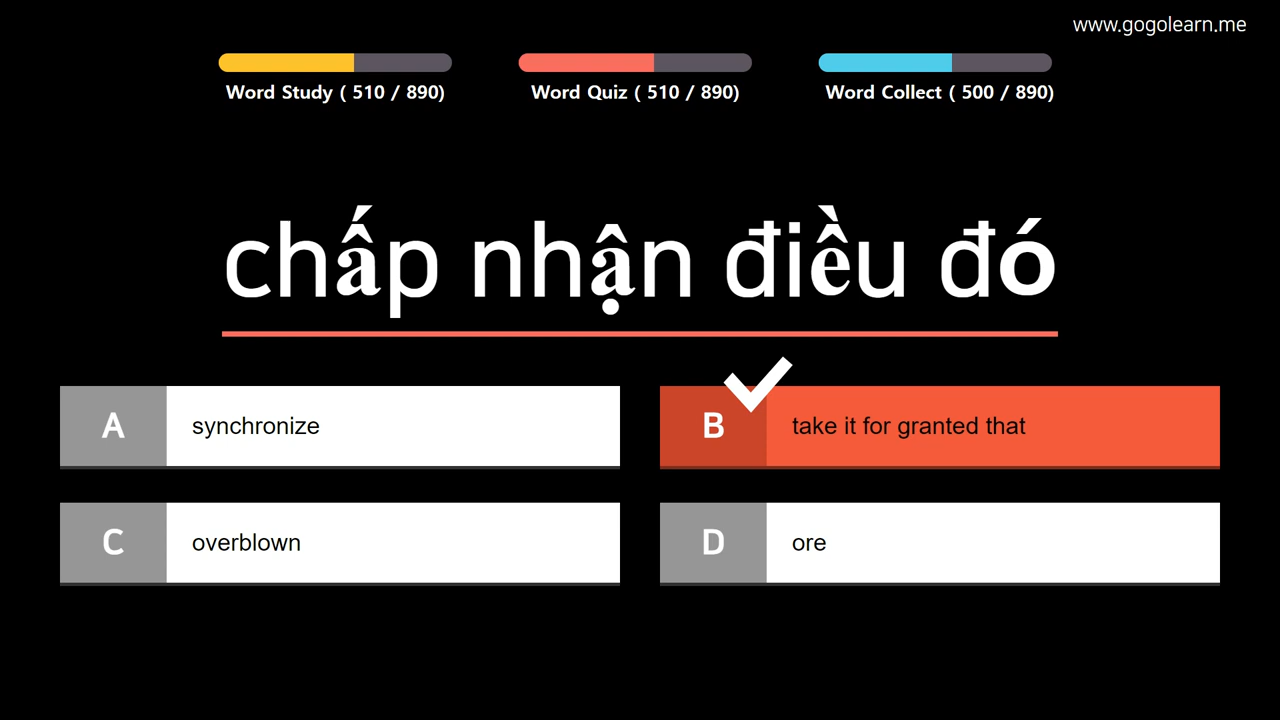 www.gogolearn.me
Word Study ( 510 / 890)
Word Quiz ( 510 / 890)
Word Collect ( 500 / 890)
chấp nhận điều đó
A synchronize
B take it for granted that
C overblown
D ore